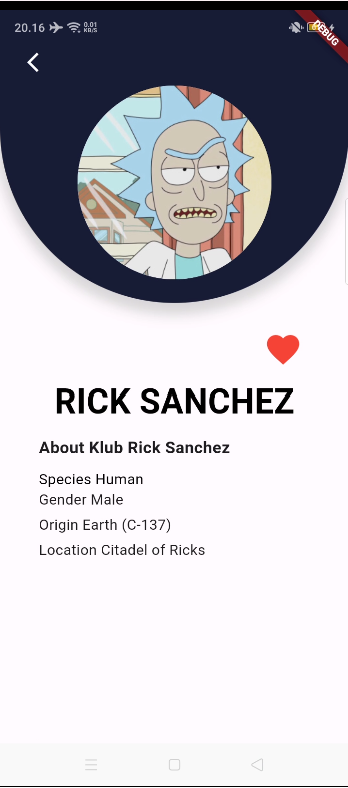 20.16 0.01 KB/S
DEBUG
RICK SANCHEZ
About Klub Rick Sanchez
Species Human
Gender Male
Origin Earth (C-137)
Location Citadel of Ricks